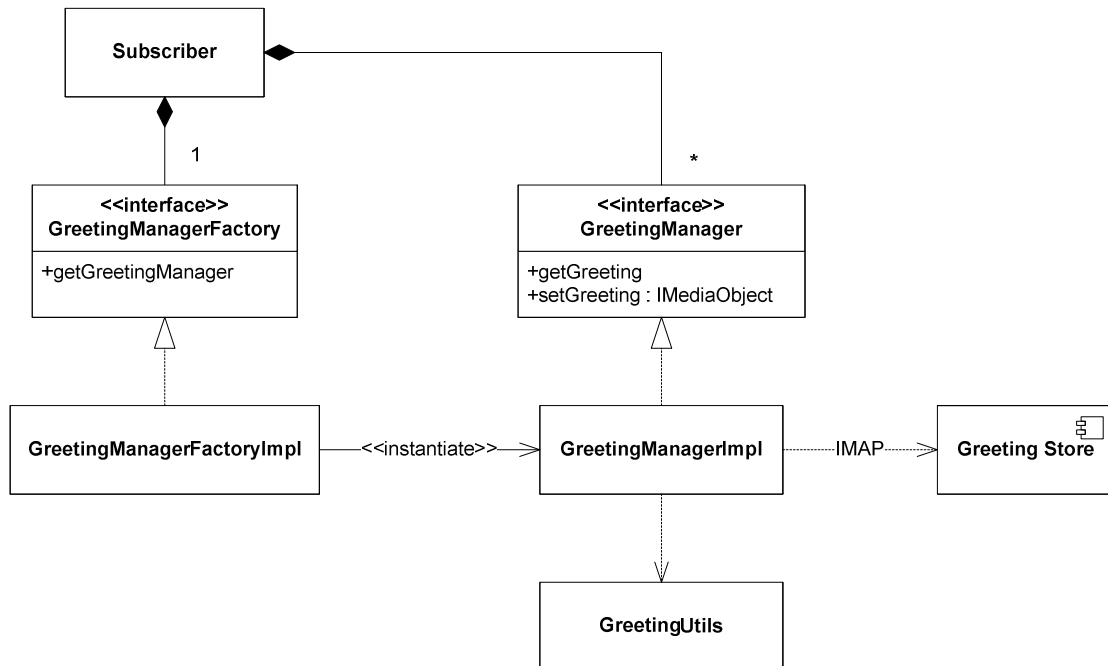 Subscriber
1
*
<<interface>>
GreetingManagerFactory
+getGreetingManager
<<interface>>
GreetingManager
+getGreeting
+setGreeting : IMediaObject
GreetingManagerFactoryImpl
<<instantiate>>
GreetingManagerImpl
IMAP
Greeting Store
GreetingUtils